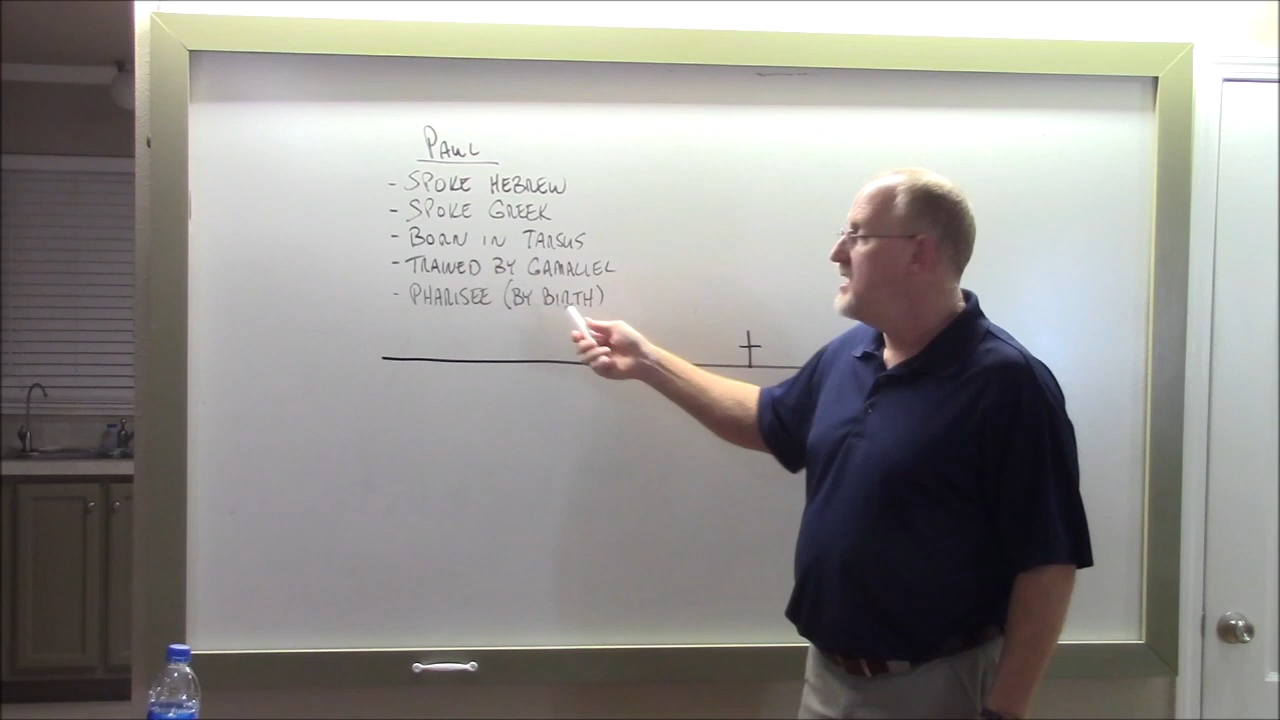 PAUL
- SPOKE HEBREW
- SPOKE GREEK
- BORN IN TARSUS
- TRAINED BY GAMALIEL
- PHARISEE (BY BIRTH)